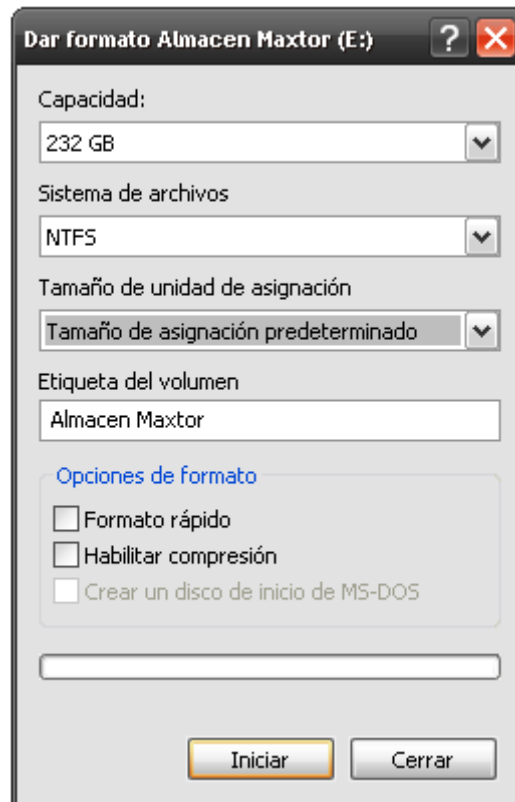 Dar formato Almacen Maxtor (E:)
Capacidad:
232 GB
Sistema de archivos
NTFS
Tamaño de unidad de asignación
Tamaño de asignación predeterminado
Etiqueta del volumen
Almacen Maxtor
Opciones de formato
Formato rápido
Habilitar compresión
Crear un disco de inicio de MS-DOS
Iniciar Cerrar